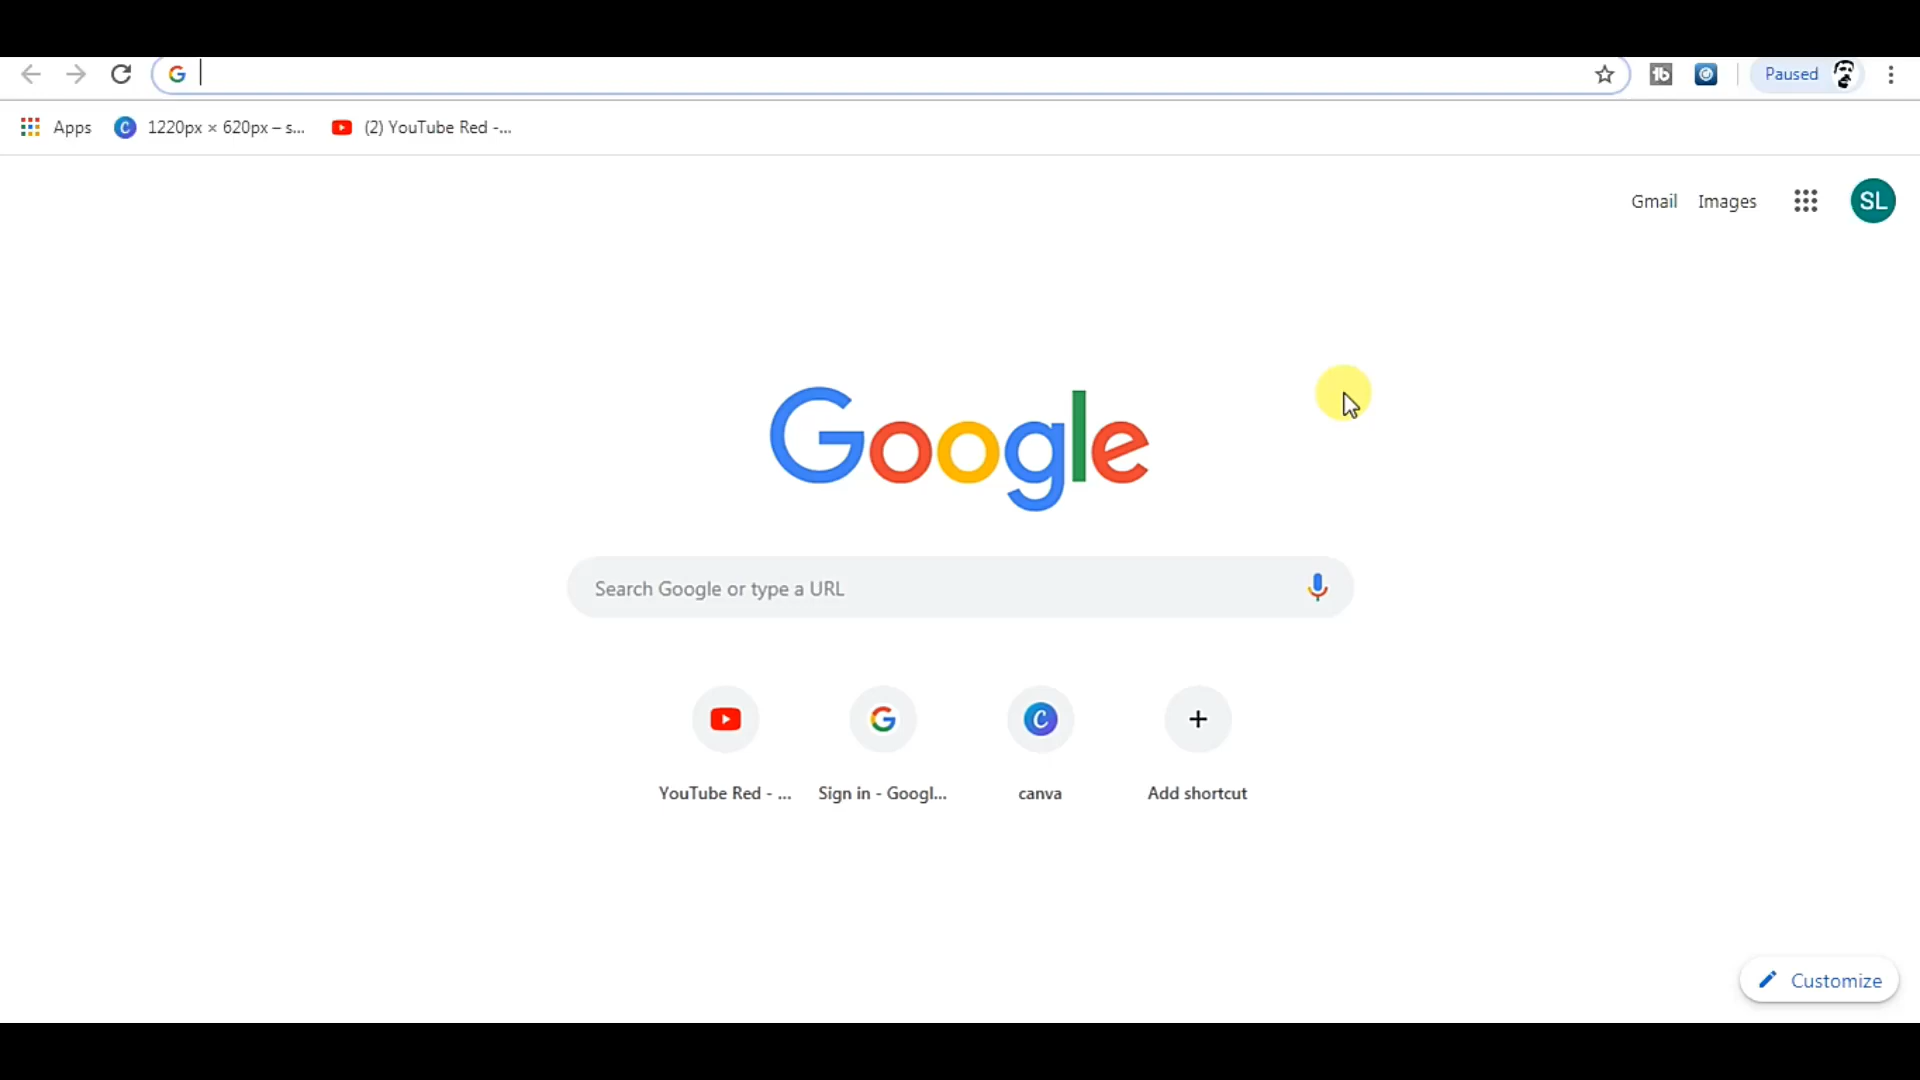 Paused
Apps 1220px × 620px – s... (2) YouTube Red -...
Gmail Images SL
Google
Search Google or type a URL
YouTube Red - ... Sign in - Googl... canva Add shortcut
Customize